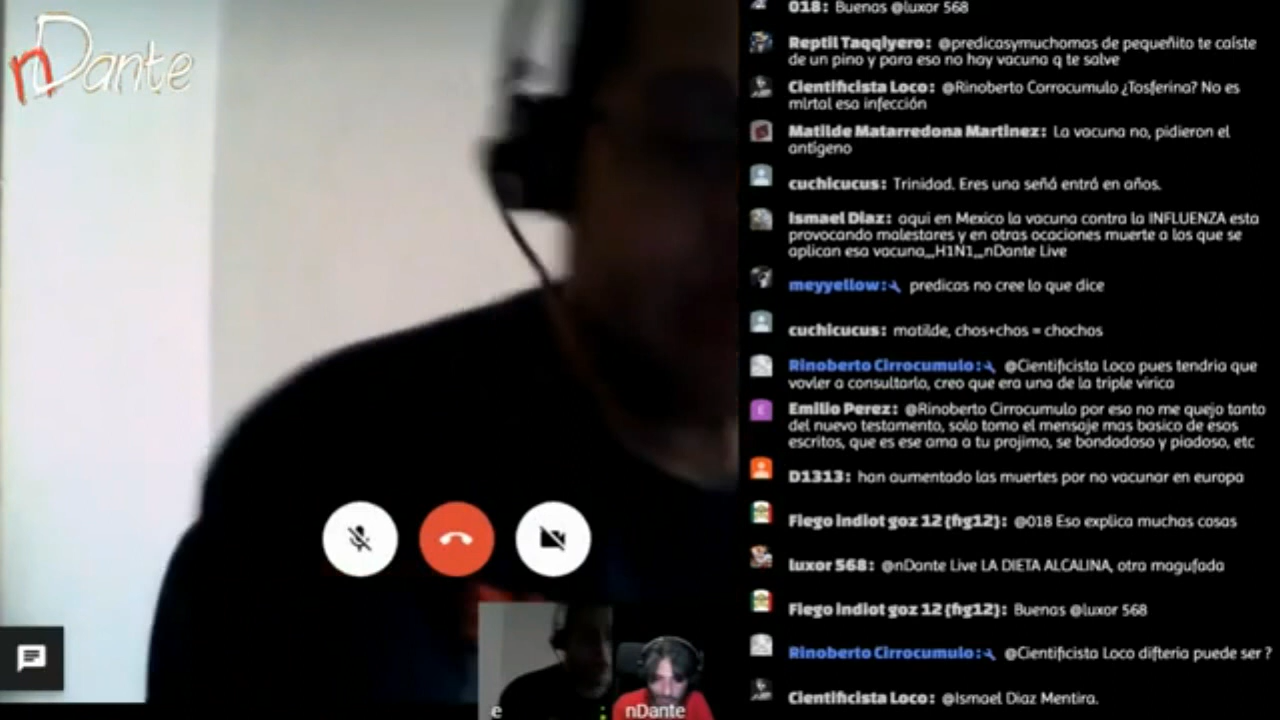 nDante
018: Buenas @luxor 568
Reptil Taqqiyero: @predicasymuchomas de pequeñito te caíste
de un pino y para eso no hay vacuna q te salve
Cientificista Loco: @Rinoberto Corrocumulo ¿Tosferina? No es
mlrtal esa infección
Matilde Matarredona Martinez: La vacuna no, pidieron el
antígeno
cuchicucus: Trinidad. Eres una señá entrá en años.
Ismael Diaz: aqui en Mexico la vacuna contra la INFLUENZA esta
provocando malestares y en otras ocaciones muerte a los que se
aplican esa vacuna,,,H1N1,,,nDante Live
meyyellow: predicas no cree lo que dice
cuchicucus: matilde, chos+chos = chochos
Rinoberto Cirrocumulo: @Cientificista Loco pues tendria que
vovler a consultarlo, creo que era una de la triple virica
E
Emilio Perez: @Rinoberto Cirrocumulo por eso no me quejo tanto
del nuevo testamento, solo tomo el mensaje mas basico de esos
escritos, que es ese ama a tu projimo, se bondadoso y piadoso, etc
D1313: han aumentado las muertes por no vacunar en europa
Fiego indiot goz 12 (fig12): @018 Eso explica muchas cosas
luxor 568: @nDante Live LA DIETA ALCALINA, otra magufada
Fiego indiot goz 12 (fig12): Buenas @luxor 568
Rinoberto Cirrocumulo: @Cientificista Loco difteria puede ser ?
Cientificista Loco: @Ismael Diaz Mentira.
e
nDante